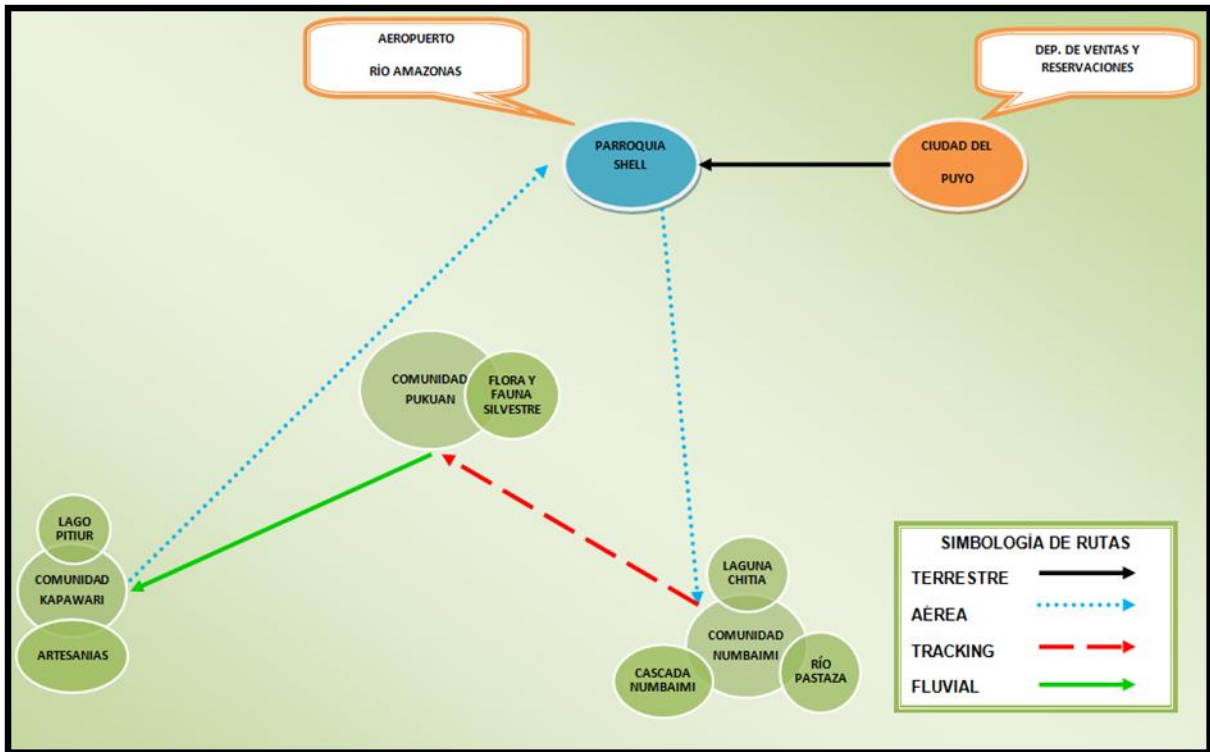 AEROPUERTO
RÍO AMAZONAS
DEP. DE VENTAS Y
RESERVACIONES
PARROQUIA
SHELL
CIUDAD DEL
PUYO
COMUNIDAD
PUKUAN
FLORA Y
FAUNA
SILVESTRE
LAGO
PITIUR
COMUNIDAD
KAPAWARI
ARTESANIAS
LAGUNA
CHITIA
COMUNIDAD
NUMBAIMI
CASCADA
NUMBAIMI
RÍO
PASTAZA
SIMBOLOGÍA DE RUTAS
TERRESTRE
AÉREA
TRACKING
FLUVIAL